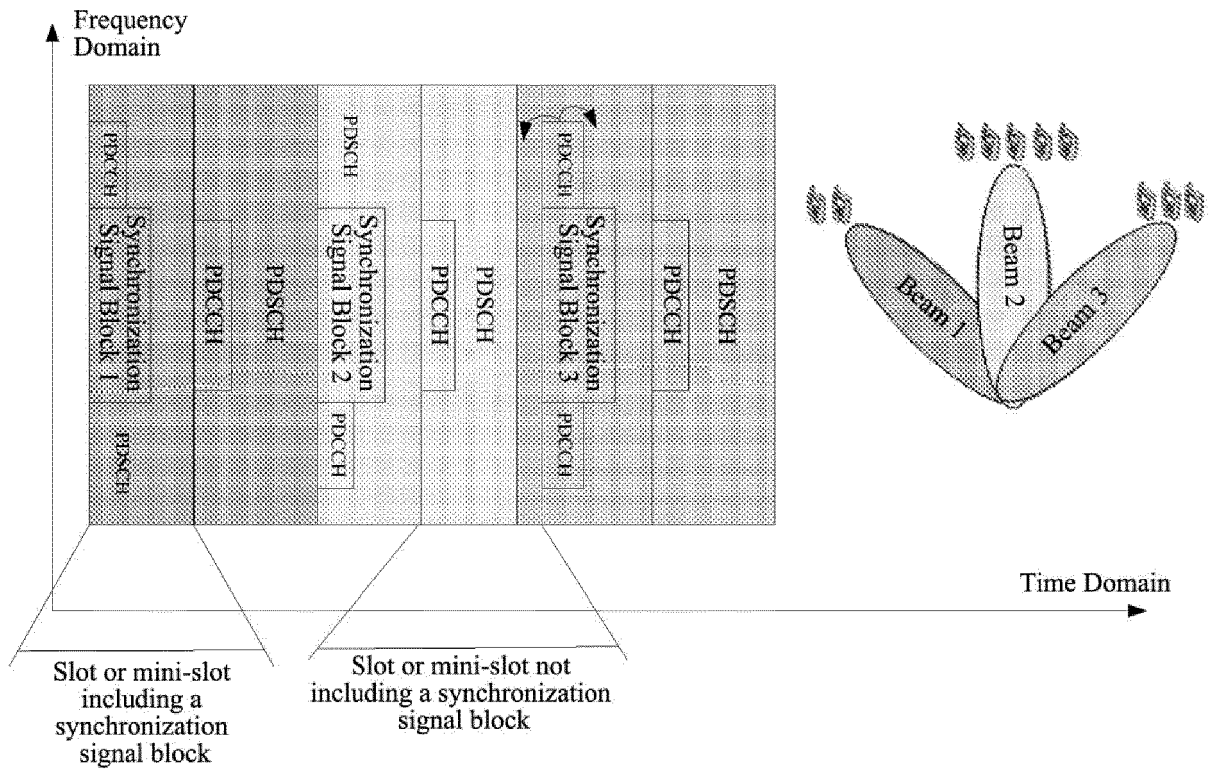 Frequency
Domain
PDCCH
Synchronization
Signal Block 1
PDSCH
PDCCH
PDSCH
PDSCH
Synchronization
Signal Block 2
PDCCH
PDCCH
PDSCH
PDCCH
Synchronization
Signal Block 3
PDCCH
PDCCH
PDSCH
Beam 1
Beam 2
Beam 3
Time Domain
Slot or mini-slot
including a
synchronization
signal block
Slot or mini-slot not
including a synchronization
signal block